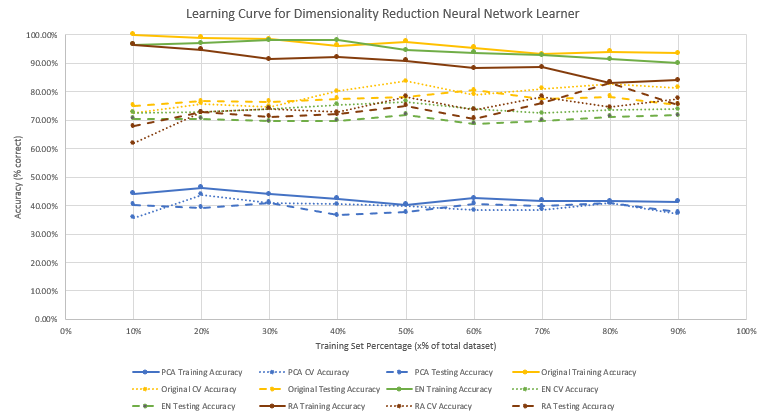 Learning Curve for Dimensionality Reduction Neural Network Learner
100.00%
90.00%
80.00%
70.00%
60.00%
50.00%
40.00%
30.00%
20.00%
10.00%
0.00%
Accuracy (% correct)
0% 10% 20% 30% 40% 50% 60% 70% 80% 90% 100%
Training Set Percentage (x% of total dataset)
PCA Training Accuracy PCA CV Accuracy PCA Testing Accuracy Original Training Accuracy
Original CV Accuracy Original Testing Accuracy EN Training Accuracy EN CV Accuracy
EN Testing Accuracy RA Training Accuracy RA CV Accuracy RA Testing Accuracy